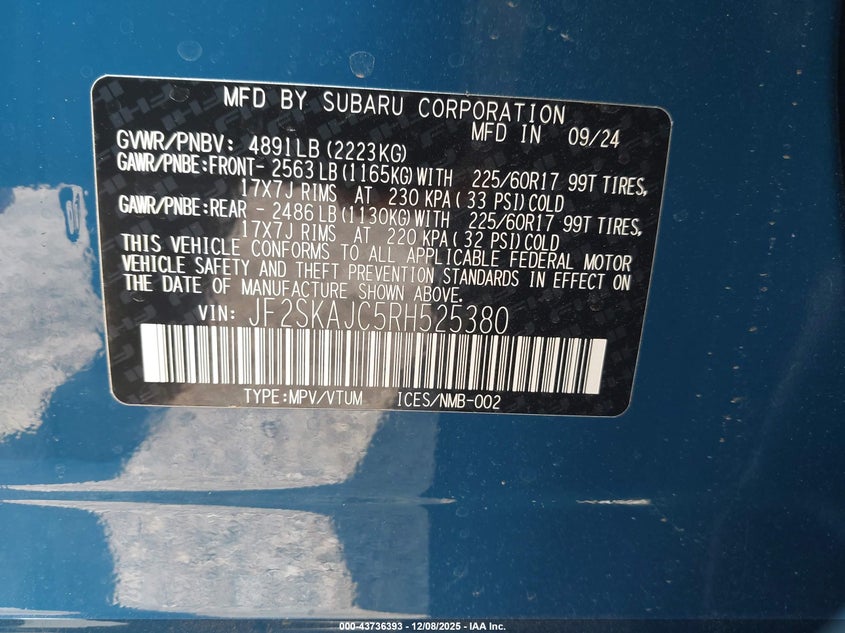 MFD BY SUBARU CORPORATION
MFD IN 09/24
GVWR/PNBV: 4891LB(2223KG)
GAWR/PNBE:FRONT- 2563LB(1165KG)WITH 225/60R17 99T TIRES,
17X7J RIMS AT 230 KPA( 33 PSI)COLD
GAWR/PNBE:REAR - 2486LB(1130KG)WITH 225/60R17 99T TIRES,
17X7J RIMS AT 220 KPA( 32 PSI)COLD
THIS VEHICLE CONFORMS TO ALL APPLICABLE FEDERAL MOTOR
VEHICLE SAFETY AND THEFT PREVENTION STANDARDS IN EFFECT ON
THE DATE OF MANUFACTURE SHOWN ABOVE.
VIN: JF2SKAJC5RH525380
TYPE:MPV/VTUM ICES/NMB-002
000-43736393 - 12/08/2025 - IAA Inc.